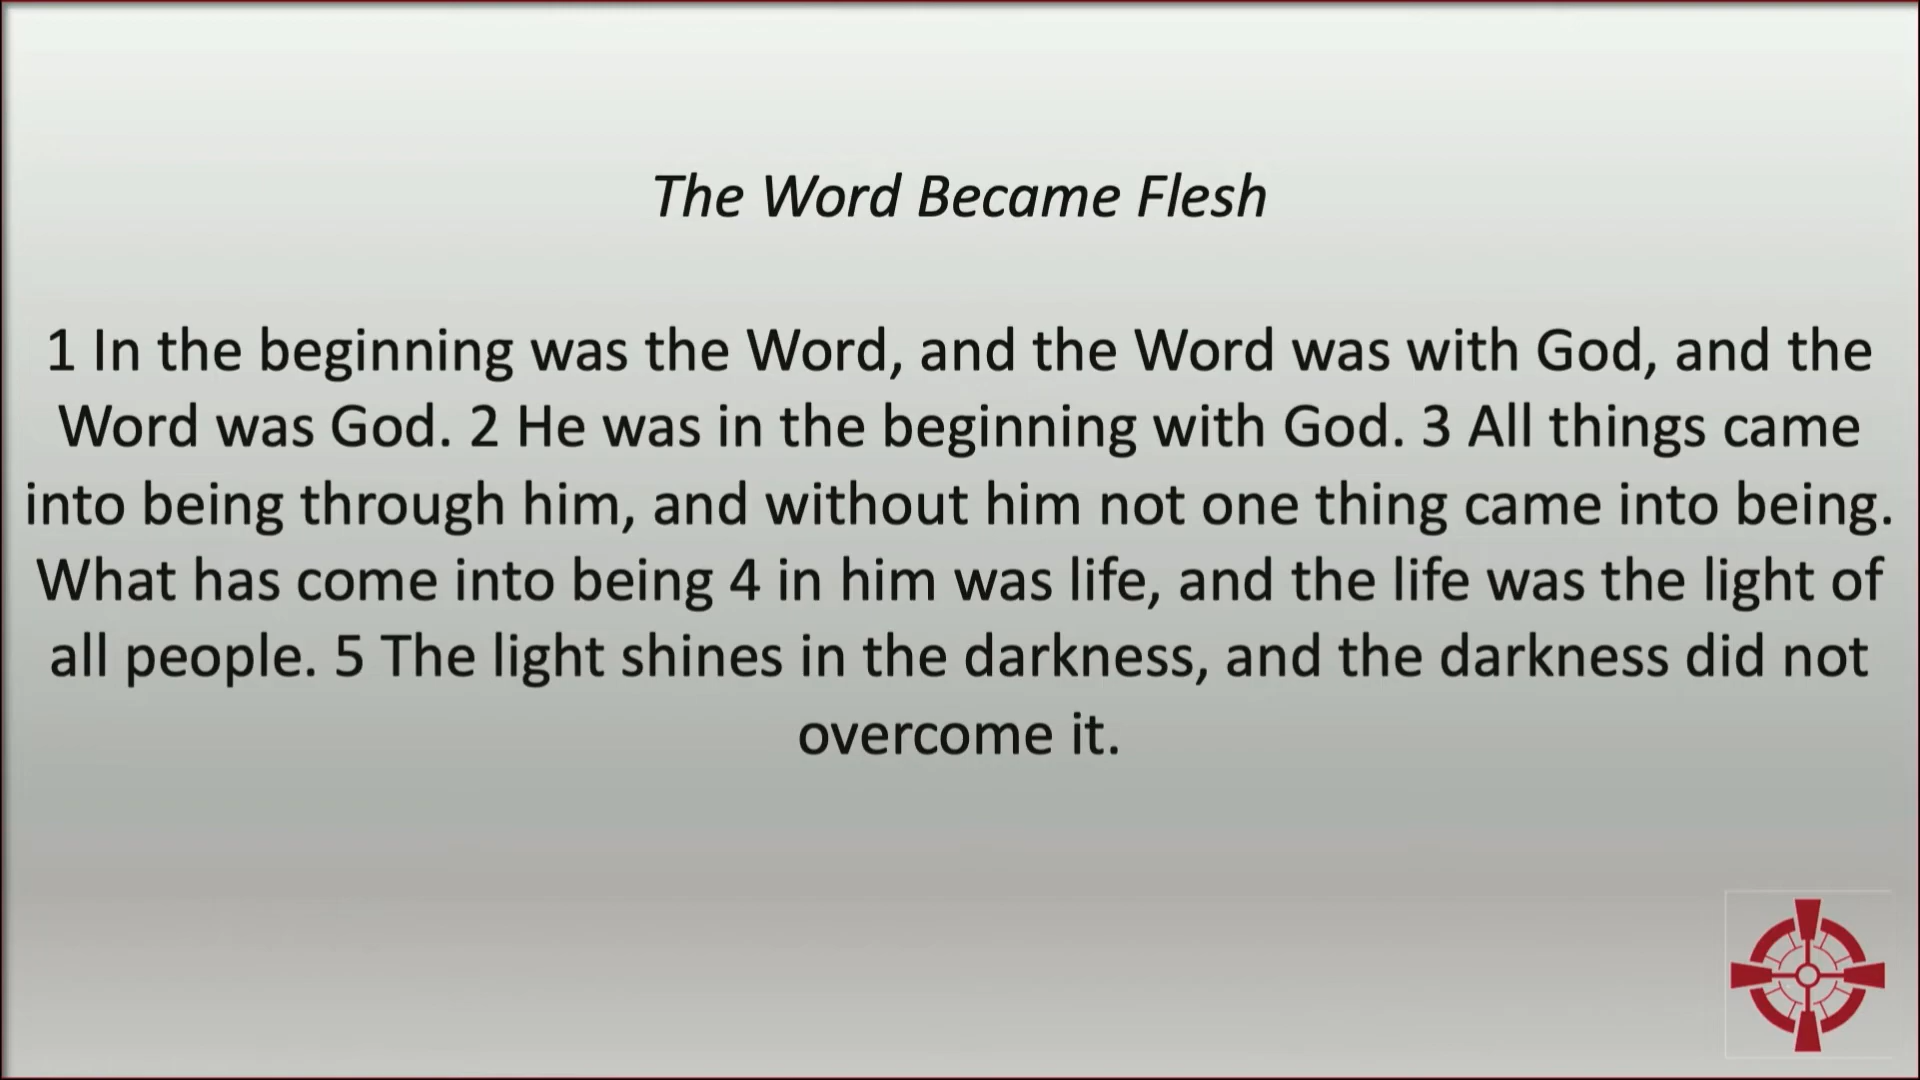 The Word Became Flesh
1 In the beginning was the Word, and the Word was with God, and the
Word was God. 2 He was in the beginning with God. 3 All things came
into being through him, and without him not one thing came into being.
What has come into being 4 in him was life, and the life was the light of
all people. 5 The light shines in the darkness, and the darkness did not
overcome it.